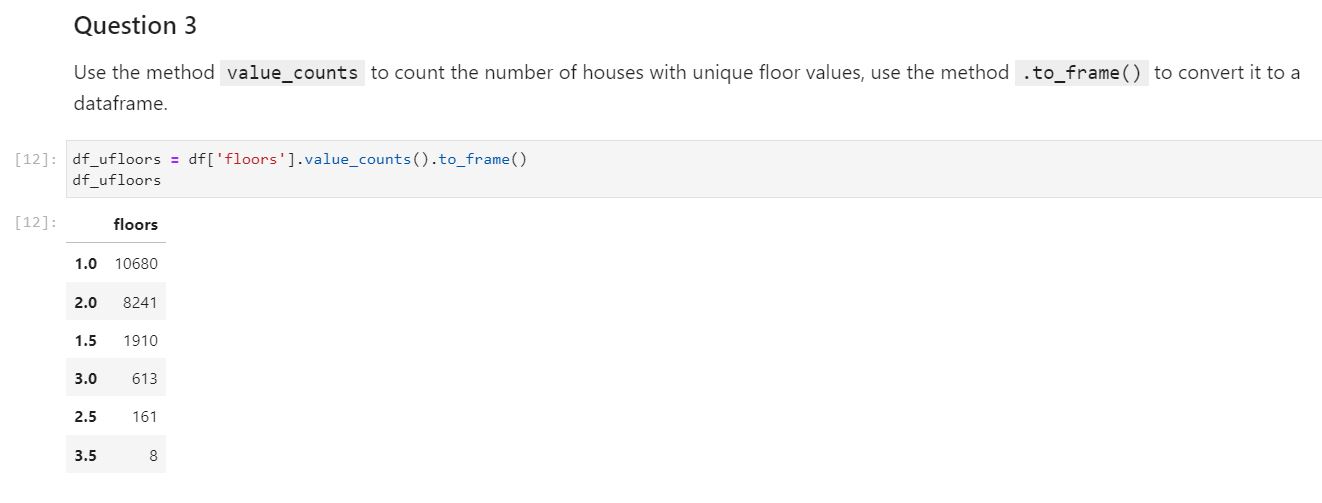 Question 3
Use the method value_counts to count the number of houses with unique floor values, use the method .to_frame() to convert it to a
dataframe.
[12]: df_ufloors = df['floors'].value_counts().to_frame()
df_ufloors
[12]: floors
1.0 10680
2.0 8241
1.5 1910
3.0 613
2.5 161
3.5 8